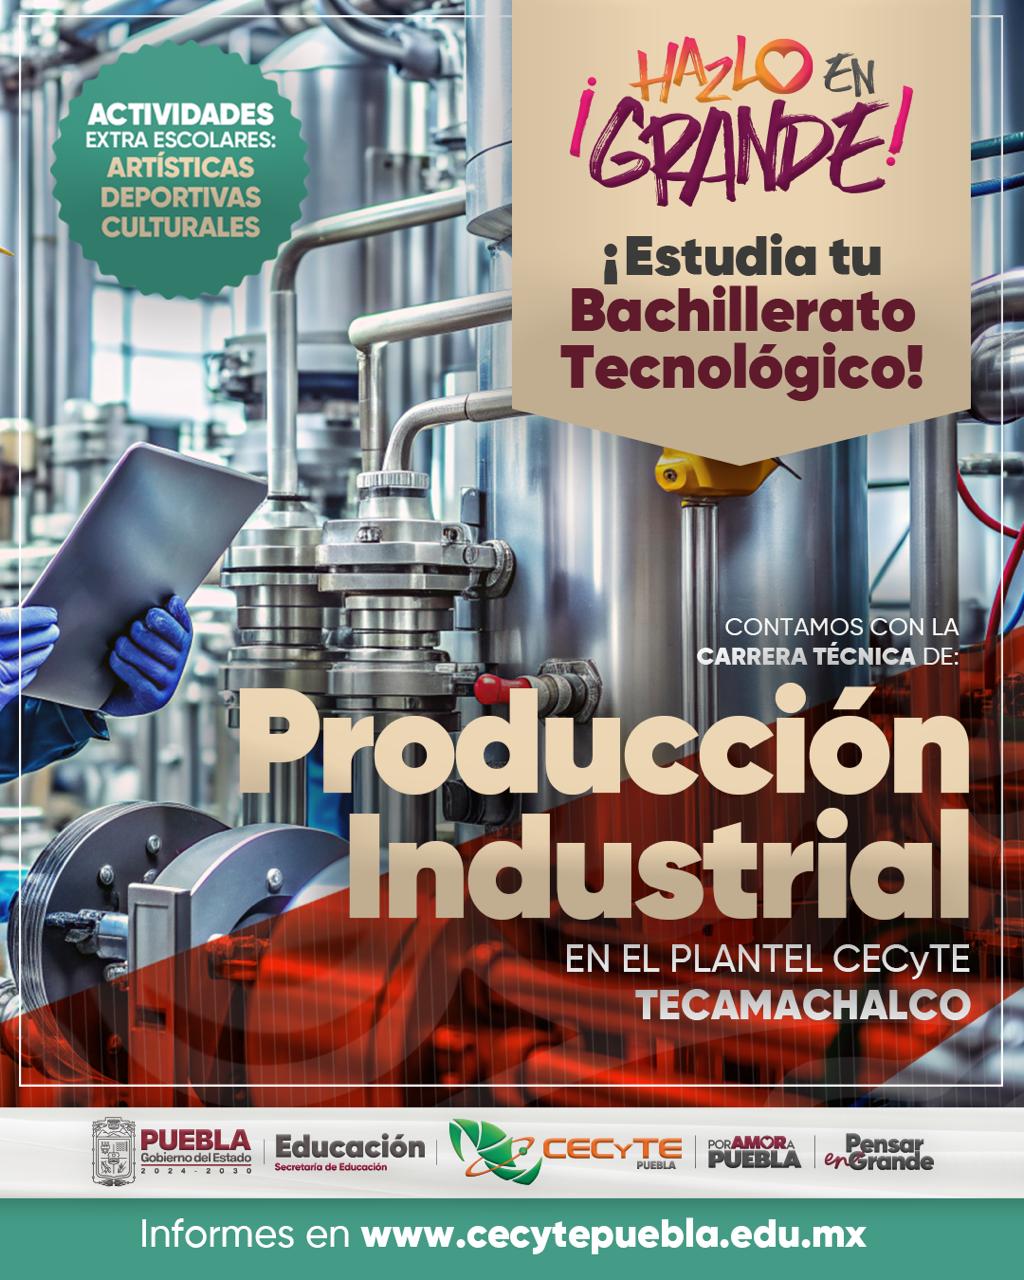 ACTIVIDADES
EXTRA ESCOLARES:
ARTÍSTICAS
DEPORTIVAS
CULTURALES
¡HAZLO EN
GRANDE!
¡Estudia tu
Bachillerato
Tecnológico!
CONTAMOS CON LA
CARRERA TÉCNICA DE:
Producción
Industrial
EN EL PLANTEL CECyTE
TECAMACHALCO
PUEBLA
Gobierno del Estado
2024 - 2030
Educación
Secretaría de Educación
CECyTE
PUEBLA
POR AMOR A
PUEBLA
Pensar
en Grande
Informes en www.cecytepuebla.edu.mx